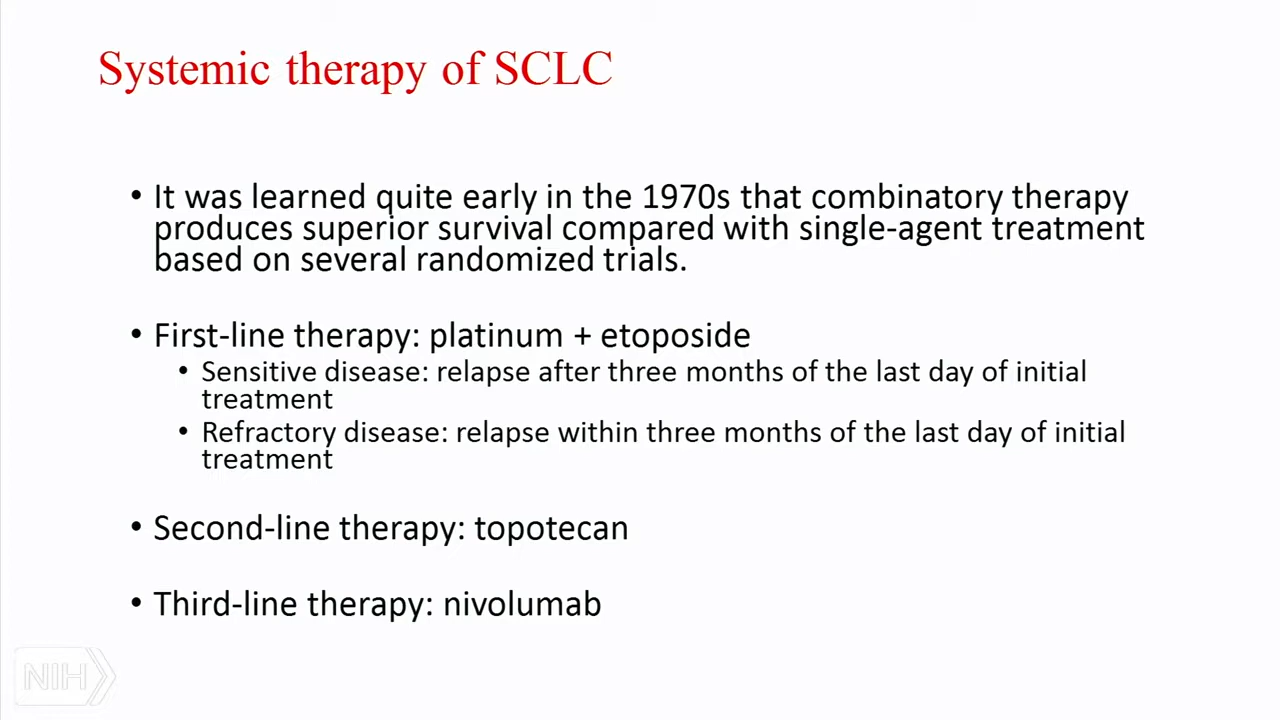 Systemic therapy of SCLC
• It was learned quite early in the 1970s that combinatory therapy
produces superior survival compared with single-agent treatment
based on several randomized trials.
• First-line therapy: platinum + etoposide
• Sensitive disease: relapse after three months of the last day of initial
treatment
• Refractory disease: relapse within three months of the last day of initial
treatment
• Second-line therapy: topotecan
• Third-line therapy: nivolumab
NIH